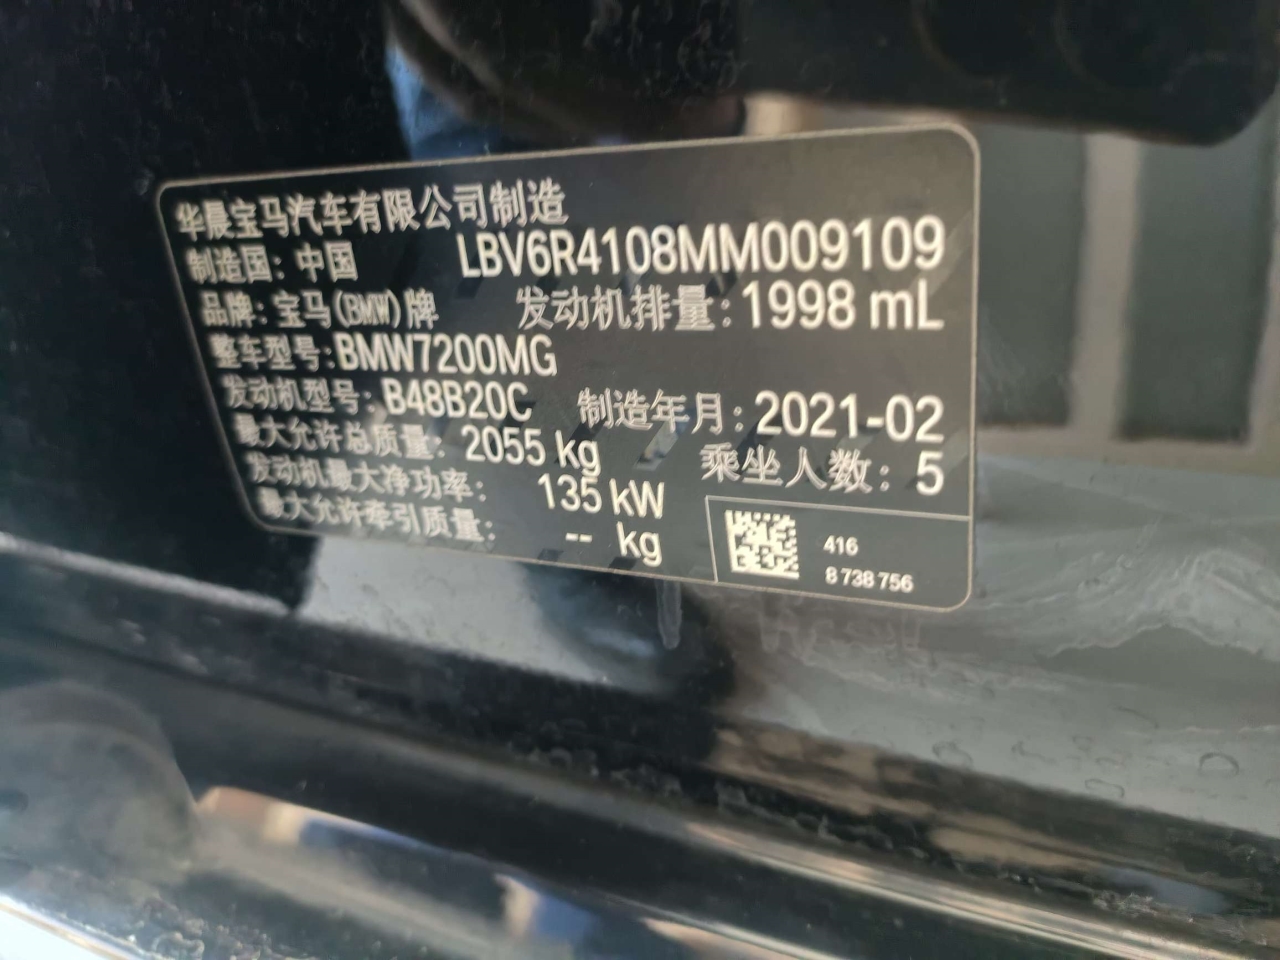 华晨宝马汽车有限公司制造
制造国：中国 LBV6R4108MM009109
品牌：宝马(BMW)牌 发动机排量：1998 mL
整车型号：BMW7200MG
发动机型号：B48B20C 制造年月：2021-02
最大允许总质量：2055 kg 乘坐人数：5
发动机最大净功率： 135 kW
最大允许牵引质量： -- kg
416
8 738 756